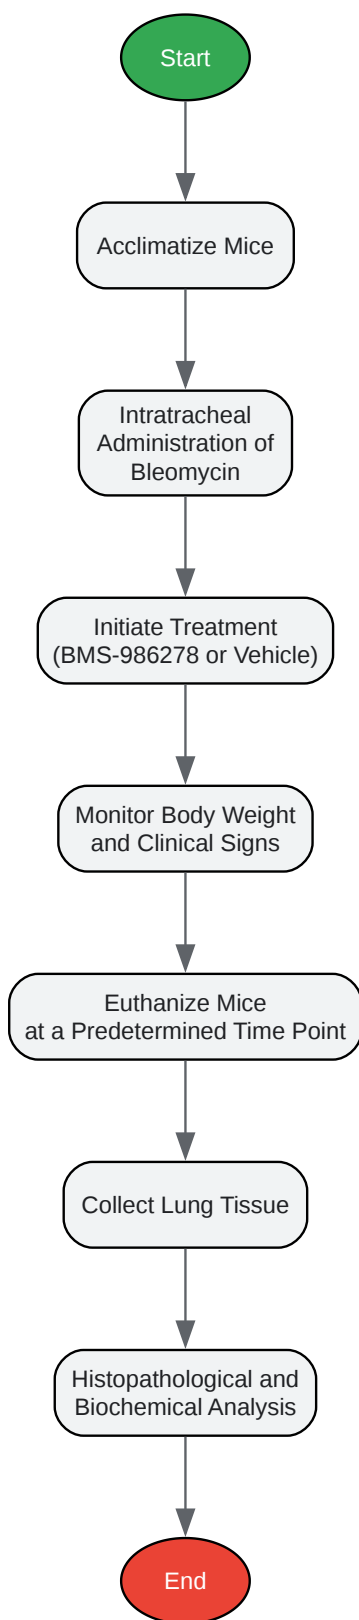 Start
Acclimatize Mice
Intratracheal
Administration of
Bleomycin
Initiate Treatment
(BMS-986278 or Vehicle)
Monitor Body Weight
and Clinical Signs
Euthanize Mice
at a Predetermined Time Point
Collect Lung Tissue
Histopathological and
Biochemical Analysis
End